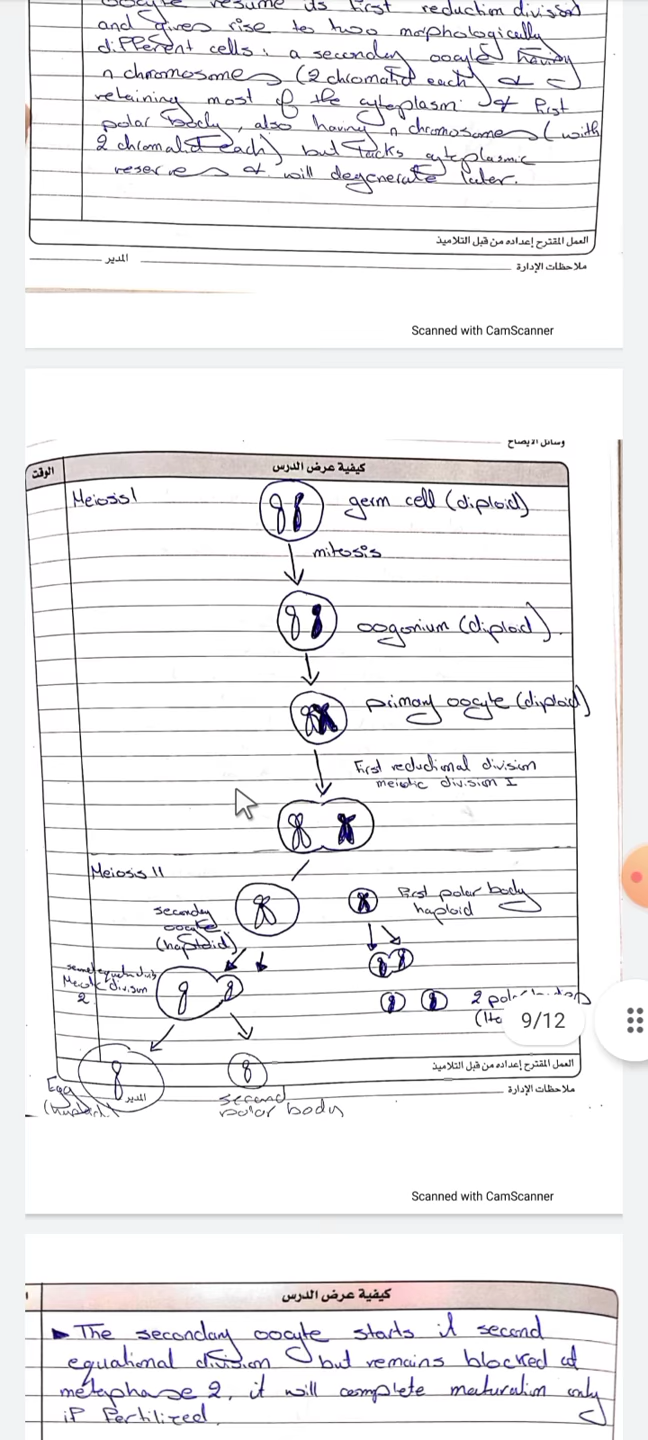 oocyte resume its first reduction division
and gives rise to two morphologically
different cells: a secondary oocyte having
n chromosomes (2 chromatid each) &
retaining most of the cytoplasm & first
polar body, also having n chromosomes (with
2 chromatid each) but lacks cytoplasmic
reserves & will degenerate later.
العمل المقترح إعداده من قبل التلاميذ
المدير
ملاحظات الإدارة
Scanned with CamScanner
وسائل الايضاح
الوقت
كيفية عرض الدرس
Meiosis I
germ cell (diploid)
mitosis
oogonium (diploid).
primary oocyte (diploid)
First reductional division
meiotic division I
Meiosis II
First polar body
haploid
secondary
oocyte
(haploid)
Meiotic division
2
2 polar
9/12
العمل المقترح إعداده من قبل التلاميذ
المدير
ملاحظات الإدارة
Egg
second
polar body
Scanned with CamScanner
كيفية عرض الدرس
The secondary oocyte starts it second
equational division but remains blocked at
metaphase 2, it will complete maturation only
if fertilized.